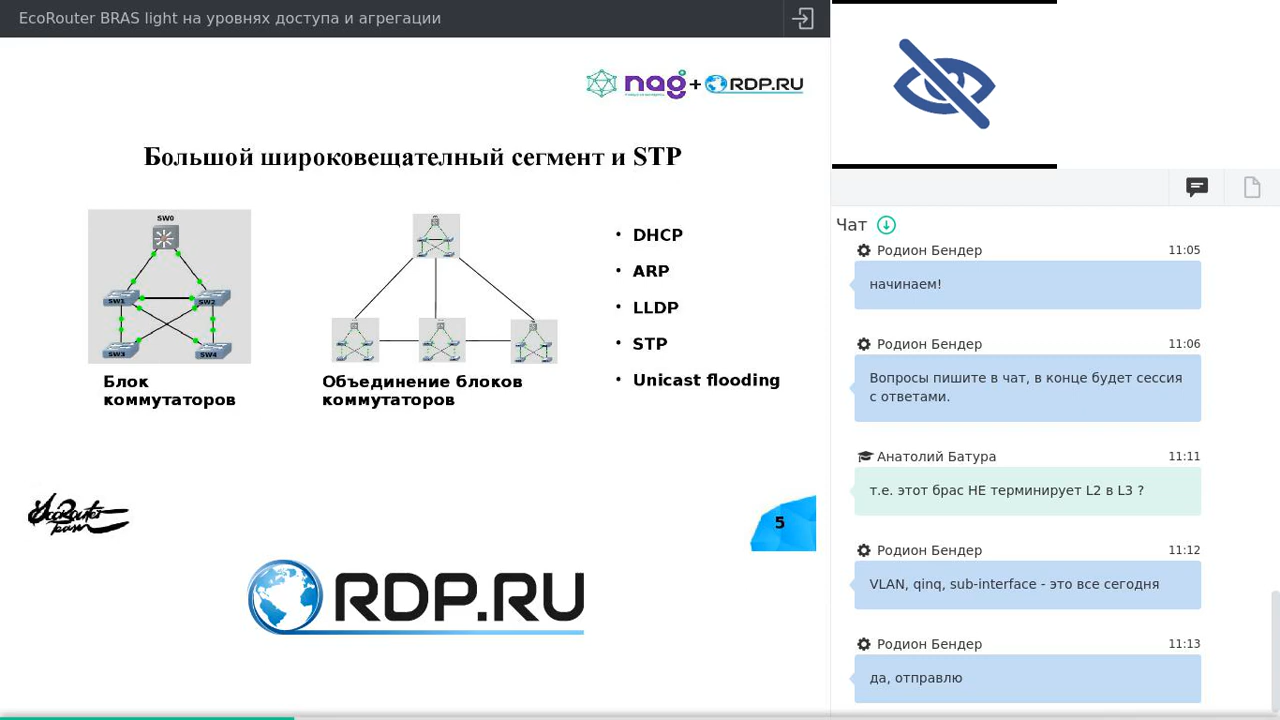 EcoRouter BRAS light на уровнях доступа и агрегации
nag + RDP.RU
Большой широковещателный сегмент и STP
SW0
SW1
SW2
SW3
SW4
Блок
коммутаторов
Объединение блоков
коммутаторов
• DHCP
• ARP
• LLDP
• STP
• Unicast flooding
EcoRouter
Team
5
RDP.RU
Чат
Родион Бендер 11:05
начинаем!
Родион Бендер 11:06
Вопросы пишите в чат, в конце будет сессия
с ответами.
Анатолий Батура 11:11
т.е. этот брас НЕ терминирует L2 в L3 ?
Родион Бендер 11:12
VLAN, qinq, sub-interface - это все сегодня
Родион Бендер 11:13
да, отправлю